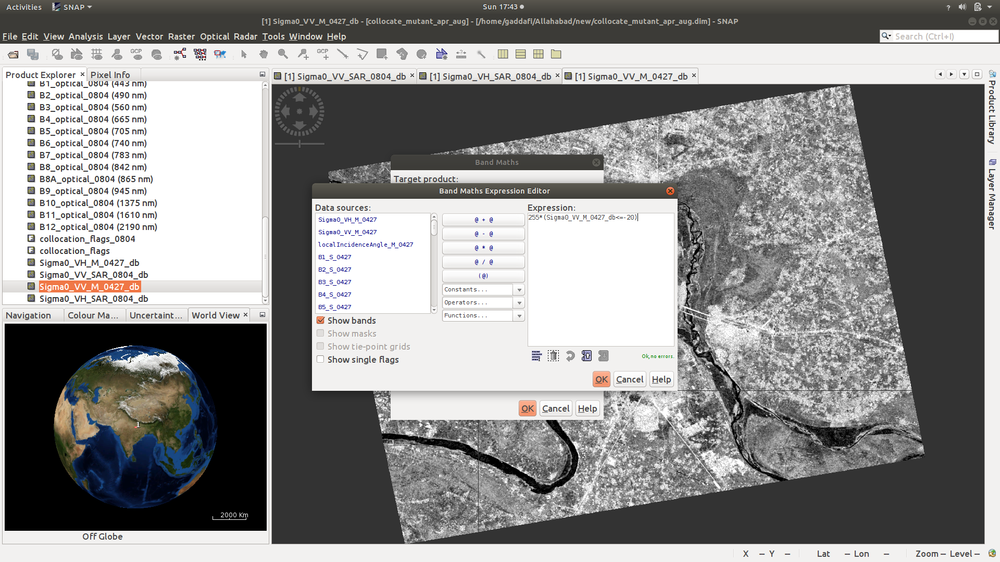 Activities SNAP Sun 17:43
[1] Sigma0_VV_M_0427_db - [collocate_mutant_apr_aug] - [/home/gaddafi/Allahabad/new/collocate_mutant_apr_aug.dim] - SNAP
File Edit View Analysis Layer Vector Raster Optical Radar Tools Window Help Search (Ctrl+I)
GCP GCP
Product Explorer Pixel Info
[1] Sigma0_VV_SAR_0804_db [1] Sigma0_VH_SAR_0804_db [1] Sigma0_VV_M_0427_db
B1_optical_0804 (443 nm)
B2_optical_0804 (490 nm)
B3_optical_0804 (560 nm)
B4_optical_0804 (665 nm)
B5_optical_0804 (705 nm)
B6_optical_0804 (740 nm)
B7_optical_0804 (783 nm)
B8_optical_0804 (842 nm)
B8A_optical_0804 (865 nm)
B9_optical_0804 (945 nm)
B10_optical_0804 (1375 nm)
B11_optical_0804 (1610 nm)
B12_optical_0804 (2190 nm)
collocation_flags_0804
collocation_flags
Sigma0_VH_M_0427_db
Sigma0_VV_SAR_0804_db
Sigma0_VV_M_0427_db
Sigma0_VH_SAR_0804_db
Navigation Colour Ma... Uncertaint... World View
1
2000 Km
Off Globe
Band Maths
Target product:
Band Maths Expression Editor
Data sources:
Sigma0_VH_M_0427
Sigma0_VV_M_0427
localIncidenceAngle_M_0427
B1_S_0427
B2_S_0427
B3_S_0427
B4_S_0427
B5_S_0427
Show bands
Show masks
Show tie-point grids
Show single flags
@ + @
@ - @
@ * @
@ / @
(@)
Constants...
Operators...
Functions...
Expression:
255*(Sigma0_VV_M_0427_db<=-20)
Ok, no errors.
OK Cancel Help
OK Cancel Help
Product Library
Layer Manager
X — Y — Lat — Lon — Zoom — Level —